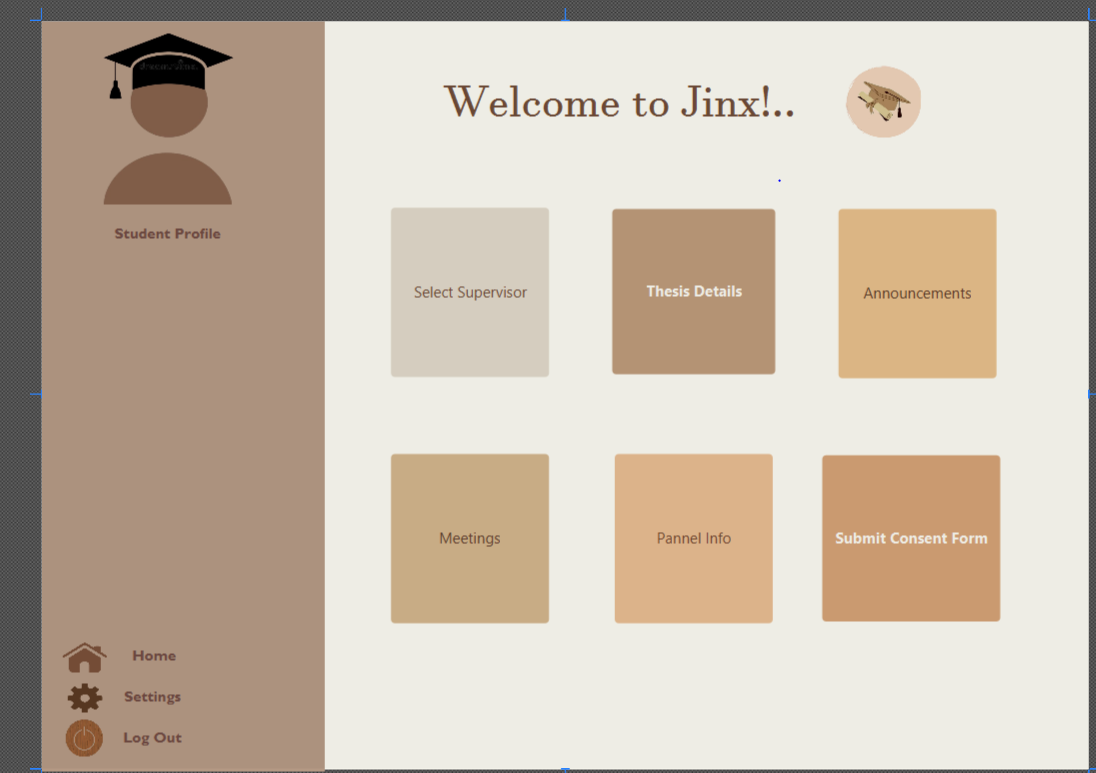 Welcome to Jinx!..
Student Profile
Select Supervisor
Thesis Details
Announcements
Meetings
Pannel Info
Submit Consent Form
Home
Settings
Log Out